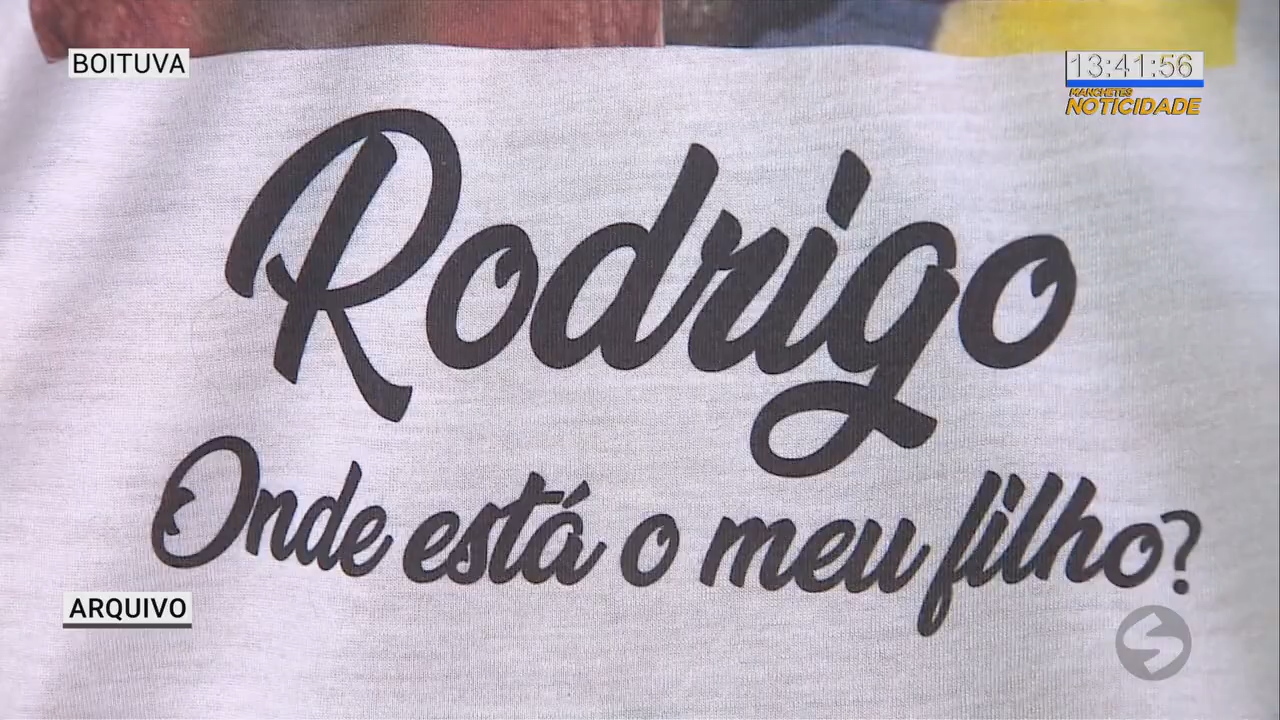 BOITUVA
13:41:56
MANCHETES
NOTICIDADE
Rodrigo
Onde está o meu filho?
ARQUIVO